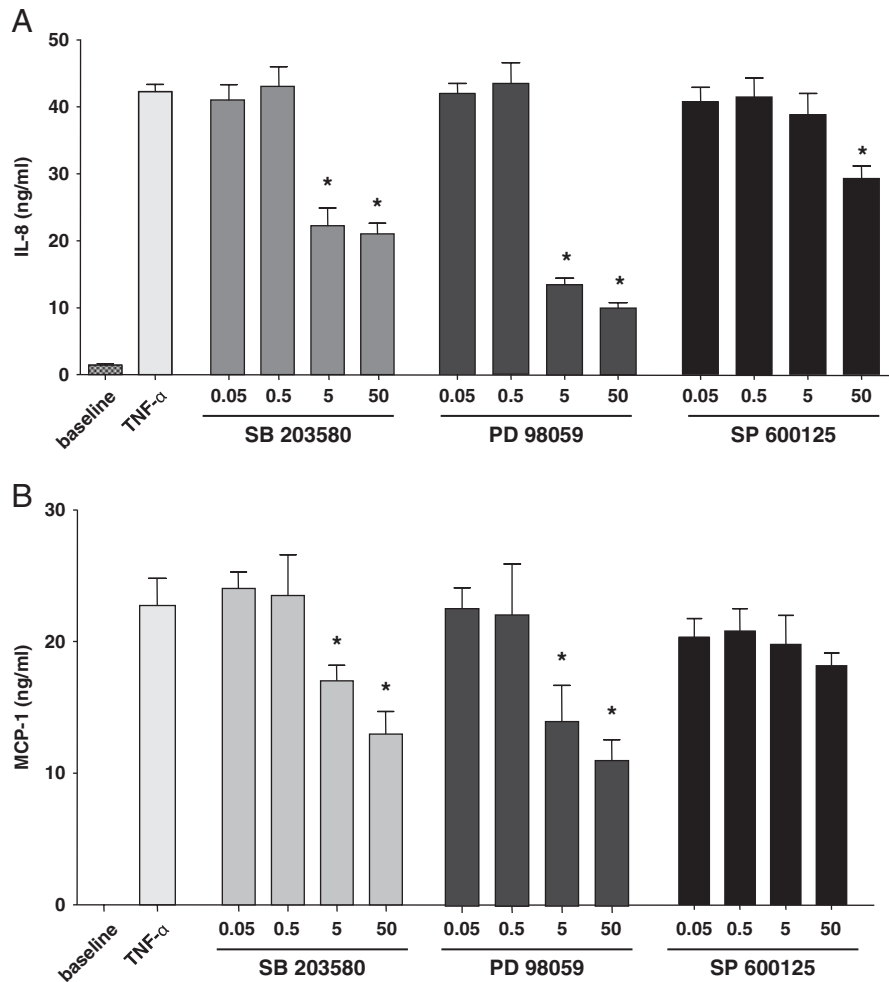 A
50
40
30
20
10
0
IL-8 (ng/ml)
* * * * *
baseline TNF-α 0.05 0.5 5 50 0.05 0.5 5 50 0.05 0.5 5 50
SB 203580 PD 98059 SP 600125
B
30
20
10
0
MCP-1 (ng/ml)
* * * *
baseline TNF-α 0.05 0.5 5 50 0.05 0.5 5 50 0.05 0.5 5 50
SB 203580 PD 98059 SP 600125